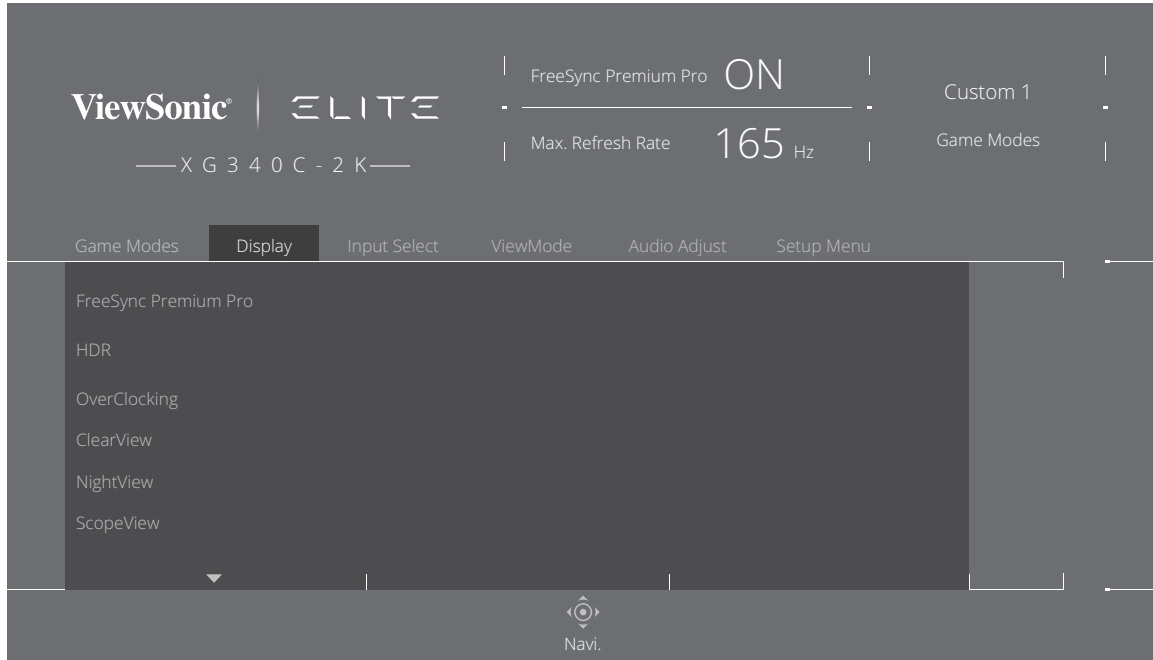 ViewSonic® ELITE
XG340C-2K
FreeSync Premium Pro ON
Max. Refresh Rate 165 Hz
Custom 1
Game Modes
Game Modes Display Input Select ViewMode Audio Adjust Setup Menu
FreeSync Premium Pro
HDR
OverClocking
ClearView
NightView
ScopeView
Navi.